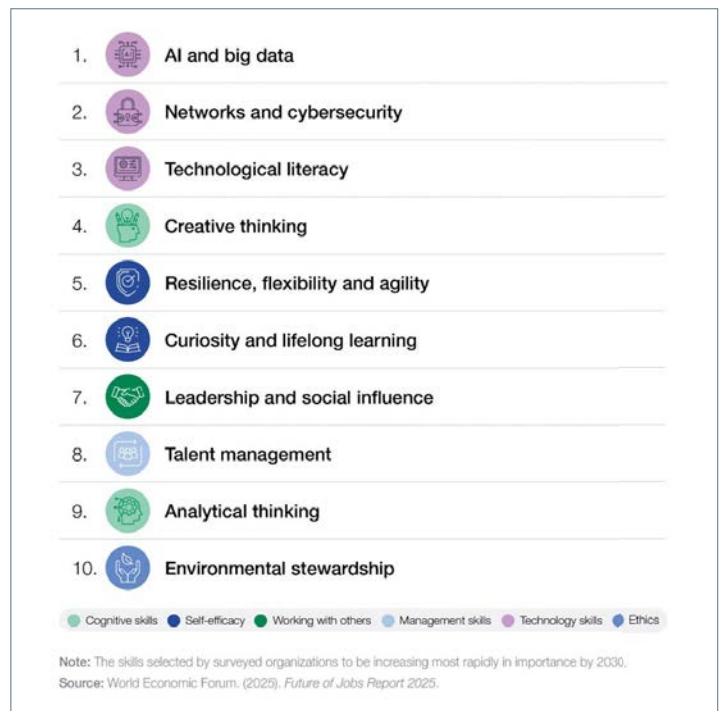 1. AI and big data
2. Networks and cybersecurity
3. Technological literacy
4. Creative thinking
5. Resilience, flexibility and agility
6. Curiosity and lifelong learning
7. Leadership and social influence
8. Talent management
9. Analytical thinking
10. Environmental stewardship
Cognitive skills Self-efficacy Working with others Management skills Technology skills Ethics
Note: The skills selected by surveyed organizations to be increasing most rapidly in importance by 2030.
Source: World Economic Forum. (2025). Future of Jobs Report 2025.